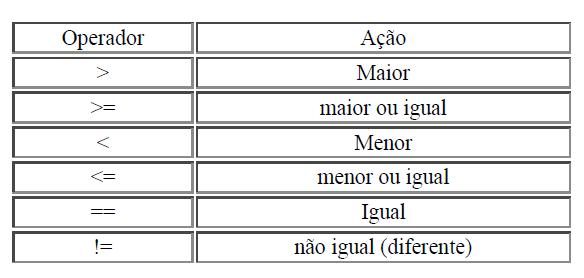 Operador Ação
> Maior
>= maior ou igual
< Menor
<= menor ou igual
== Igual
!= não igual (diferente)